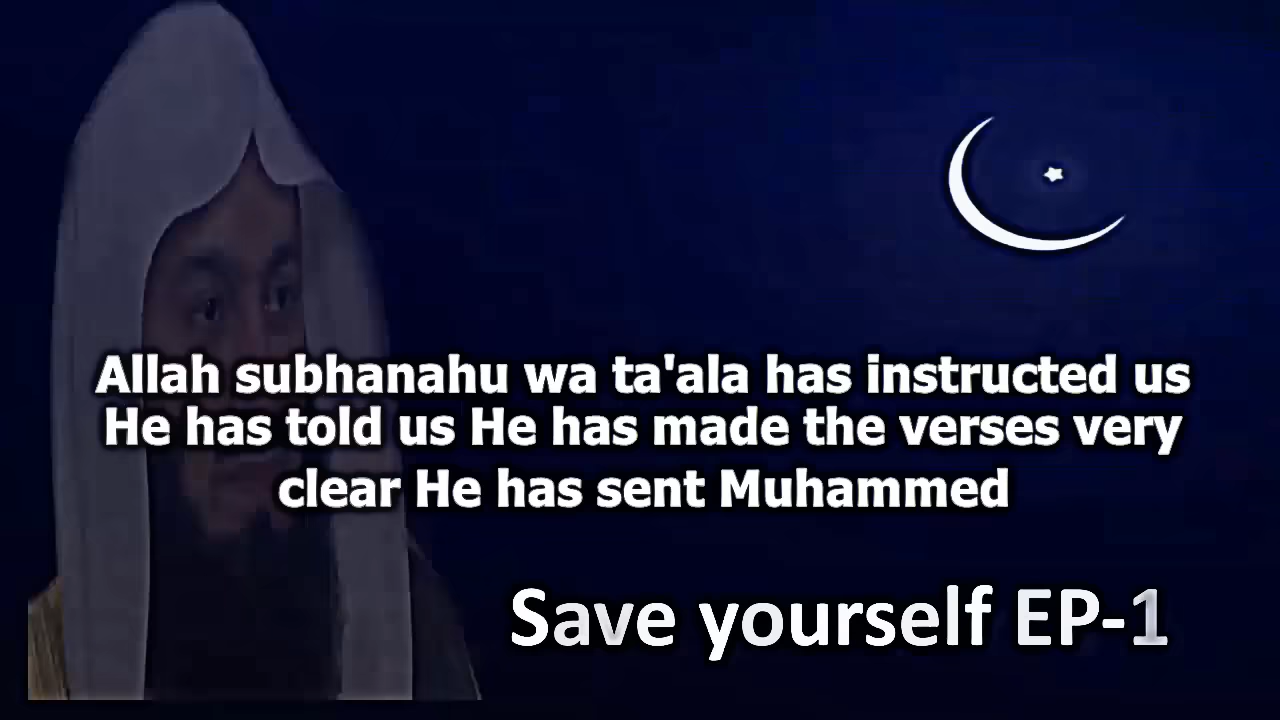 Allah subhanahu wa ta'ala has instructed us
He has told us He has made the verses very
clear He has sent Muhammed
Save yourself EP-1